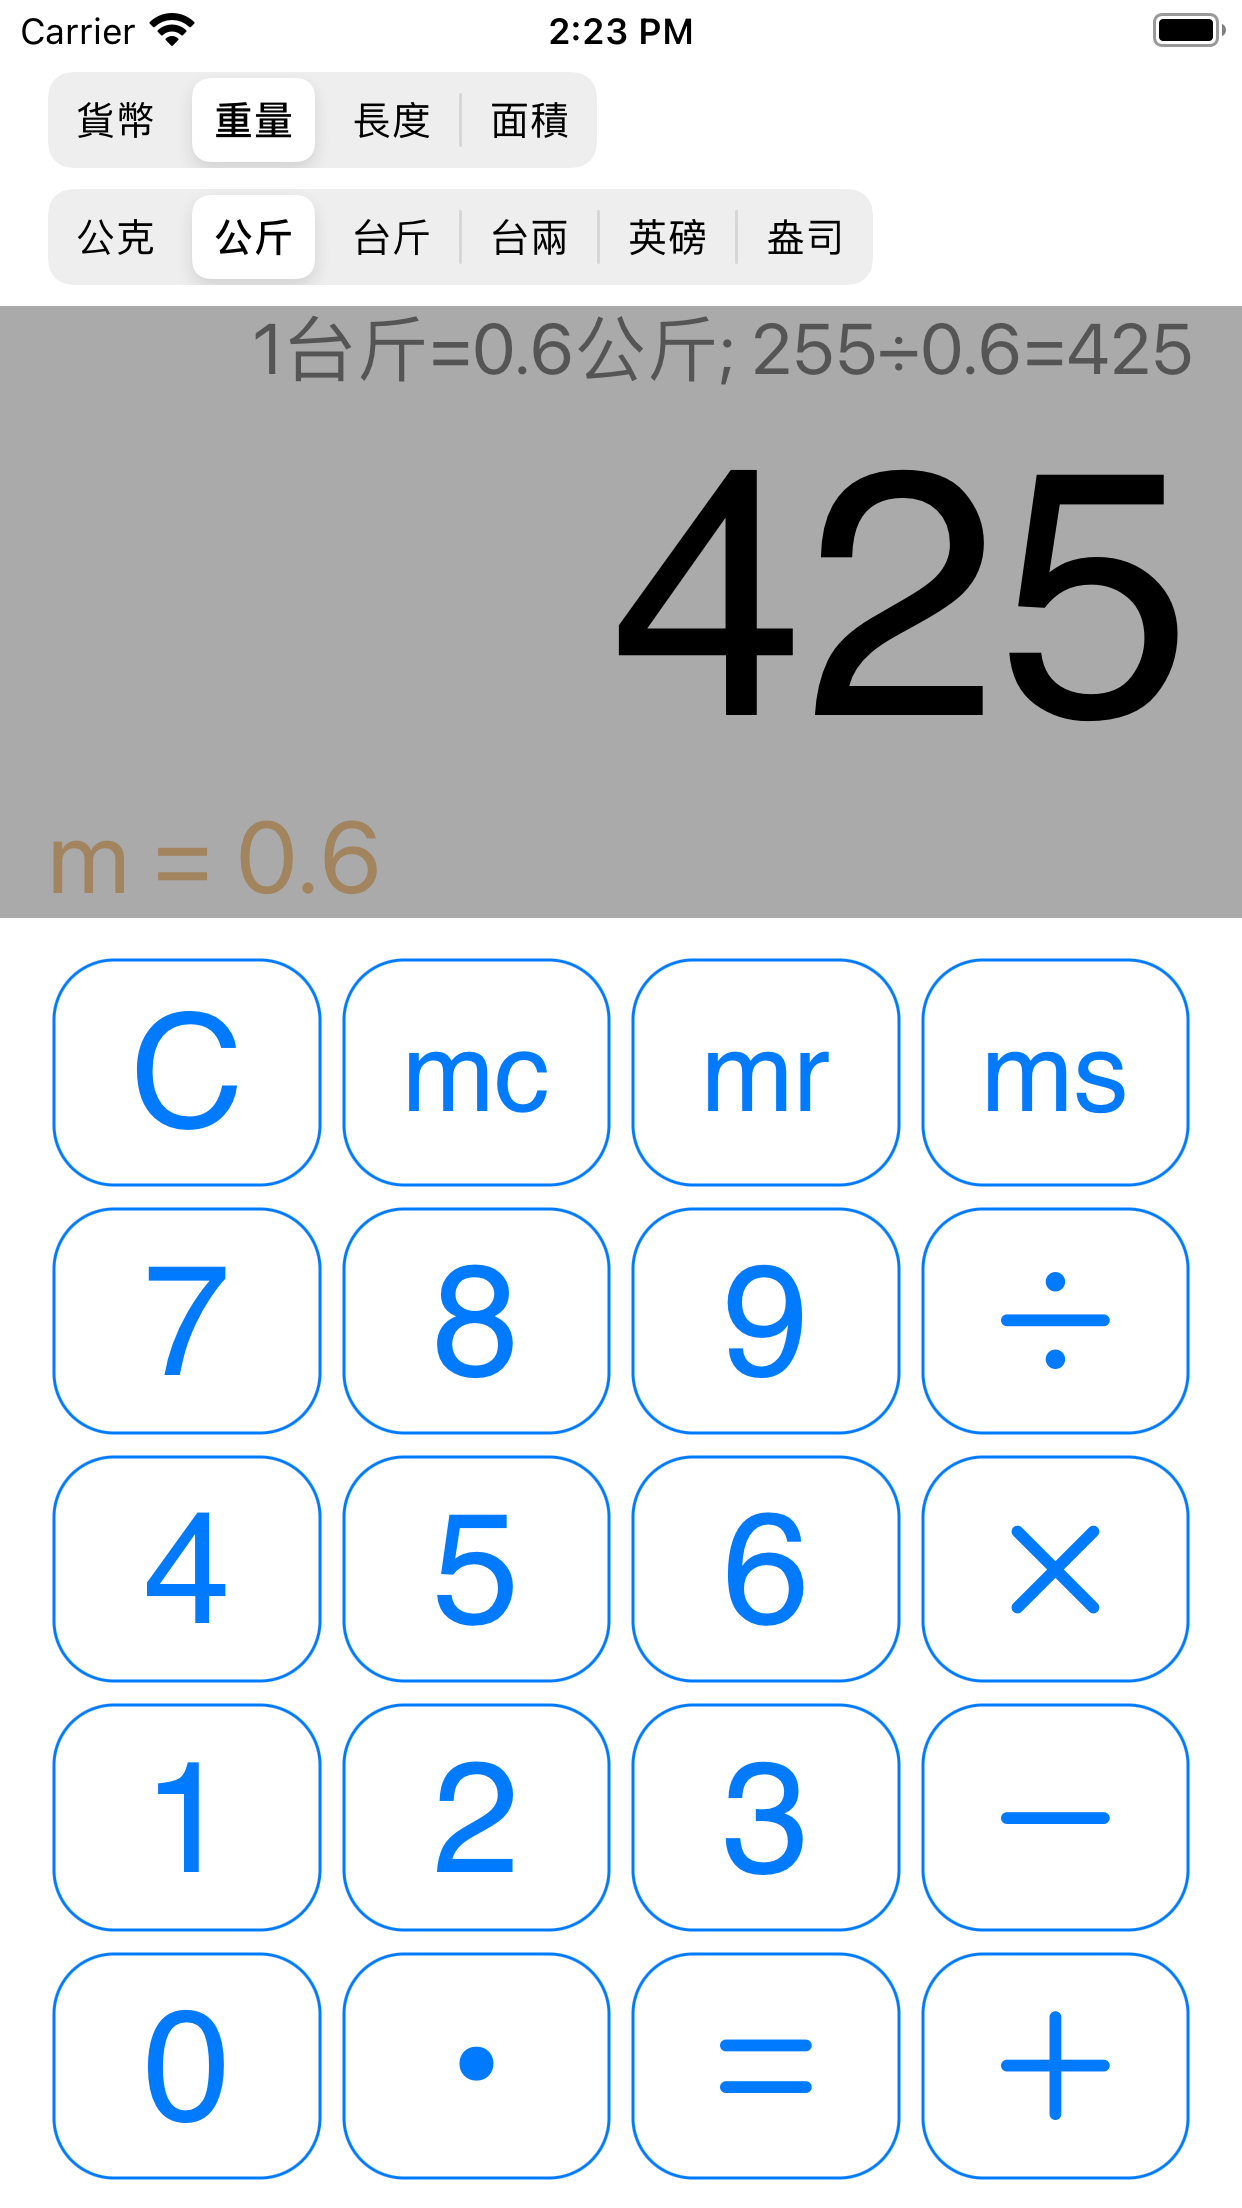 Carrier 2:23 PM
貨幣 重量 長度 面積
公克 公斤 台斤 台兩 英磅 盎司
1台斤=0.6公斤; 255÷0.6=425
425
m = 0.6
C mc mr ms
7 8 9 ÷
4 5 6 ×
1 2 3 −
0 . = +